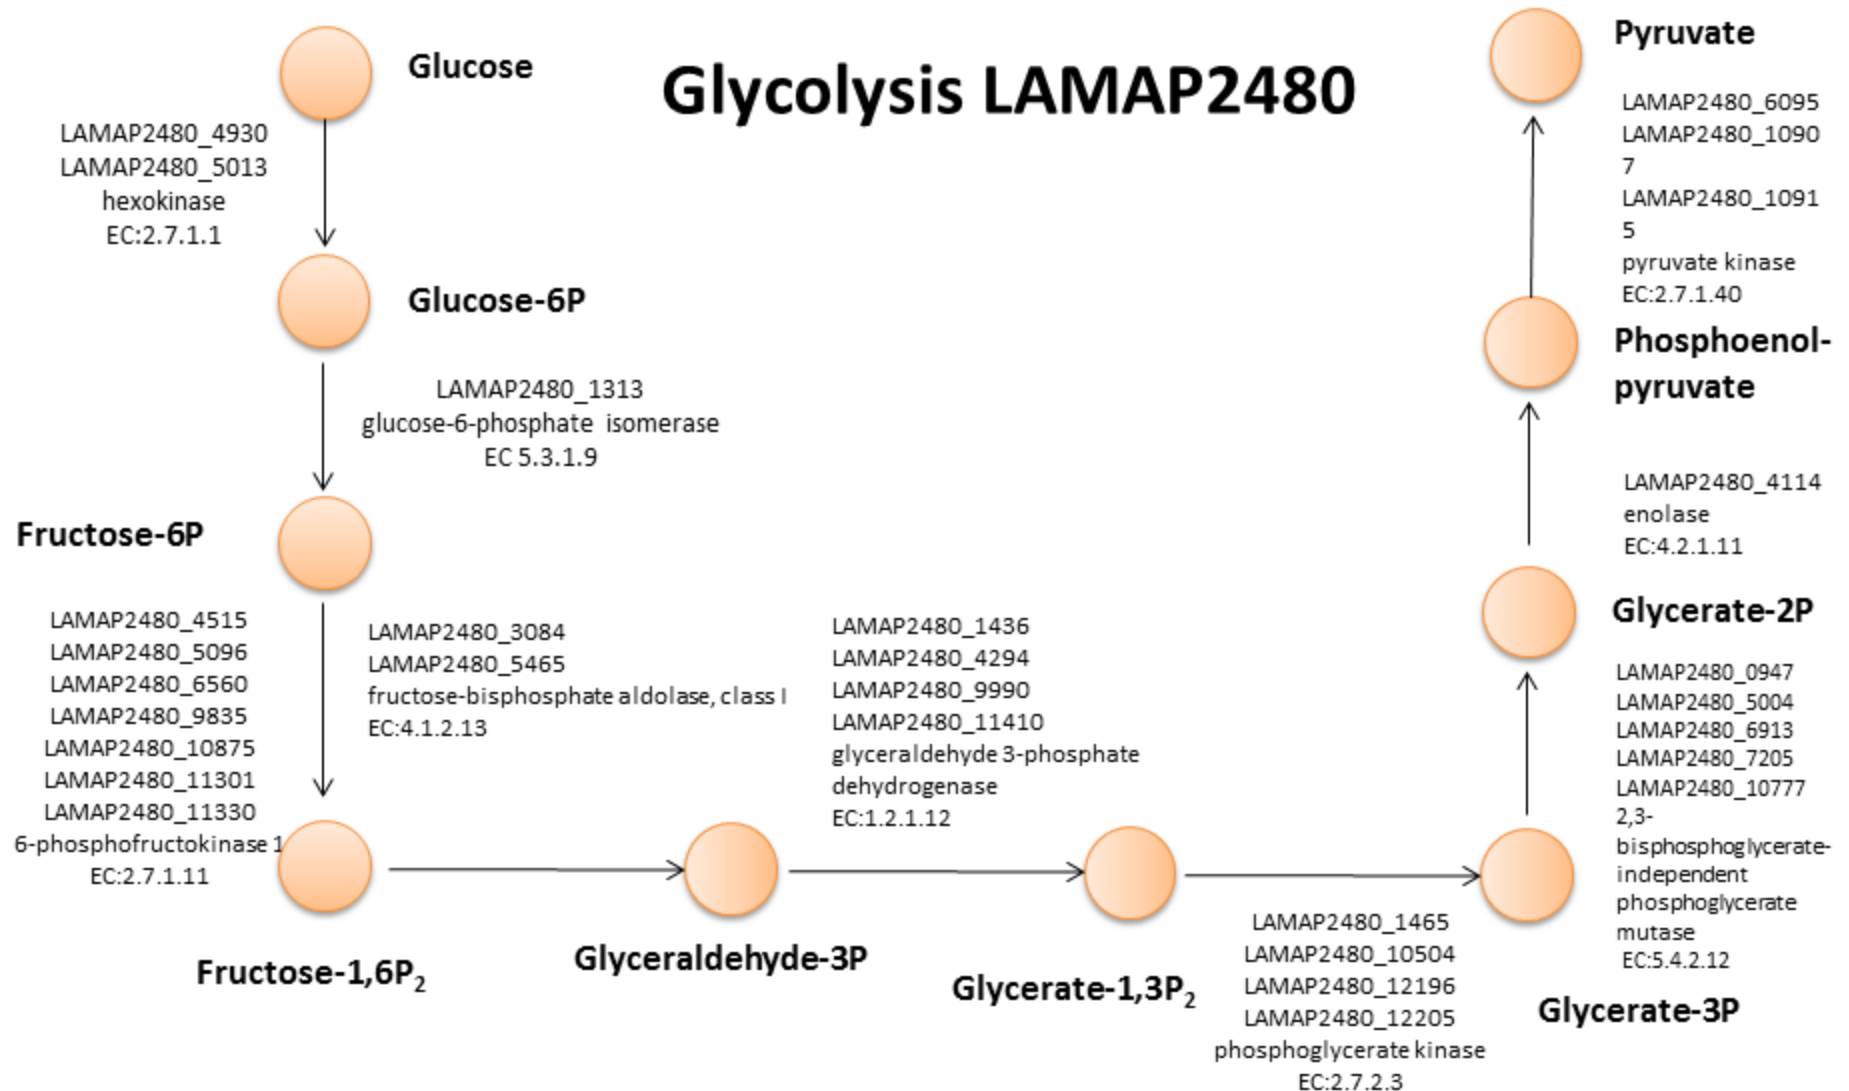 Glycolysis LAMAP2480
Glucose
LAMAP2480_4930
LAMAP2480_5013
hexokinase
EC:2.7.1.1
Glucose-6P
LAMAP2480_1313
glucose-6-phosphate isomerase
EC 5.3.1.9
Fructose-6P
LAMAP2480_4515
LAMAP2480_5096
LAMAP2480_6560
LAMAP2480_9835
LAMAP2480_10875
LAMAP2480_11301
LAMAP2480_11330
6-phosphofructokinase 1
EC:2.7.1.11
Fructose-1,6P₂
LAMAP2480_3084
LAMAP2480_5465
fructose-bisphosphate aldolase, class I
EC:4.1.2.13
Glyceraldehyde-3P
LAMAP2480_1436
LAMAP2480_4294
LAMAP2480_9990
LAMAP2480_11410
glyceraldehyde 3-phosphate
dehydrogenase
EC:1.2.1.12
Glycerate-1,3P₂
LAMAP2480_1465
LAMAP2480_10504
LAMAP2480_12196
LAMAP2480_12205
phosphoglycerate kinase
EC:2.7.2.3
Glycerate-3P
LAMAP2480_0947
LAMAP2480_5004
LAMAP2480_6913
LAMAP2480_7205
LAMAP2480_10777
2,3-
bisphosphoglycerate-
independent
phosphoglycerate
mutase
EC:5.4.2.12
Glycerate-2P
LAMAP2480_4114
enolase
EC:4.2.1.11
Phosphoenol-
pyruvate
LAMAP2480_6095
LAMAP2480_1090
7
LAMAP2480_1091
5
pyruvate kinase
EC:2.7.1.40
Pyruvate